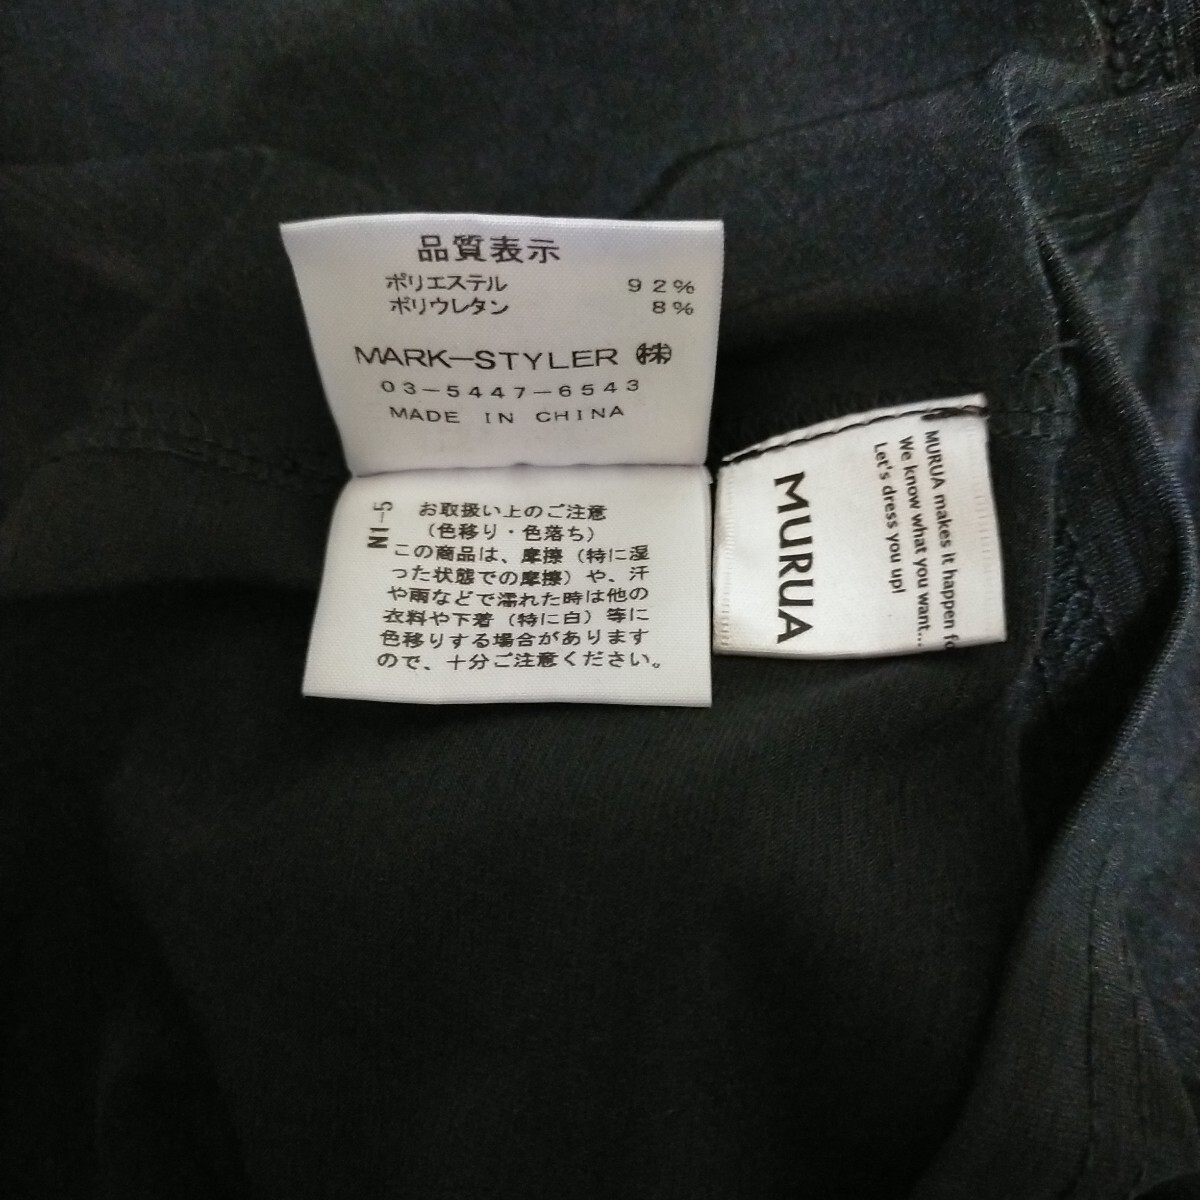 品質表示
ポリエステル 92%
ポリウレタン 8%
MARK-STYLER ㈱
03-5447-6543
MADE IN CHINA
NI-5
お取扱い上のご注意
(色移り・色落ち)
この商品は、摩擦(特に湿
った状態での摩擦)や、汗
や雨などで濡れた時は他の
衣料や下着(特に白)等に
色移りする場合があります
ので、十分ご注意ください。
MURUA
MURUA makes it happen
We know what you want...
Let's dress you up!